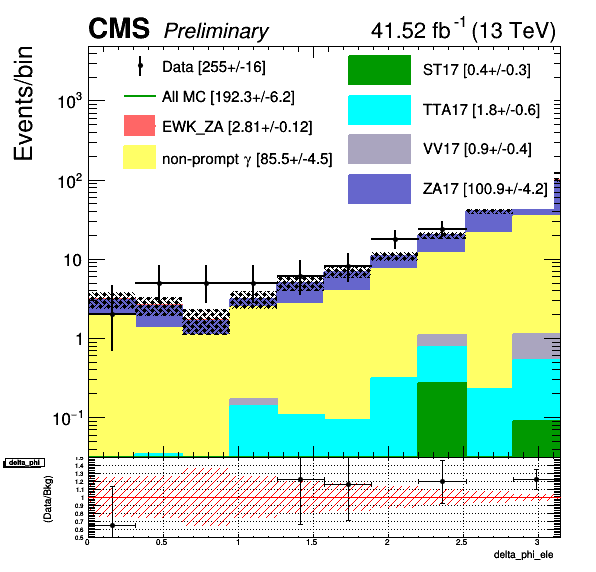 CMS Preliminary 41.52 fb⁻¹ (13 TeV)
Events/bin
Data [255+/-16]
All MC [192.3+/-6.2]
EWK_ZA [2.81+/-0.12]
non-prompt γ [85.5+/-4.5]
ST17 [0.4+/-0.3]
TTA17 [1.8+/-0.6]
VV17 [0.9+/-0.4]
ZA17 [100.9+/-4.2]
10³
10²
10
1
10⁻¹
delta_phi
(Data/Bkg)
1.5
1.4
1.3
1.2
1.1
1
0.9
0.8
0.7
0.6
0.5
0 0.5 1 1.5 2 2.5 3
delta_phi_ele